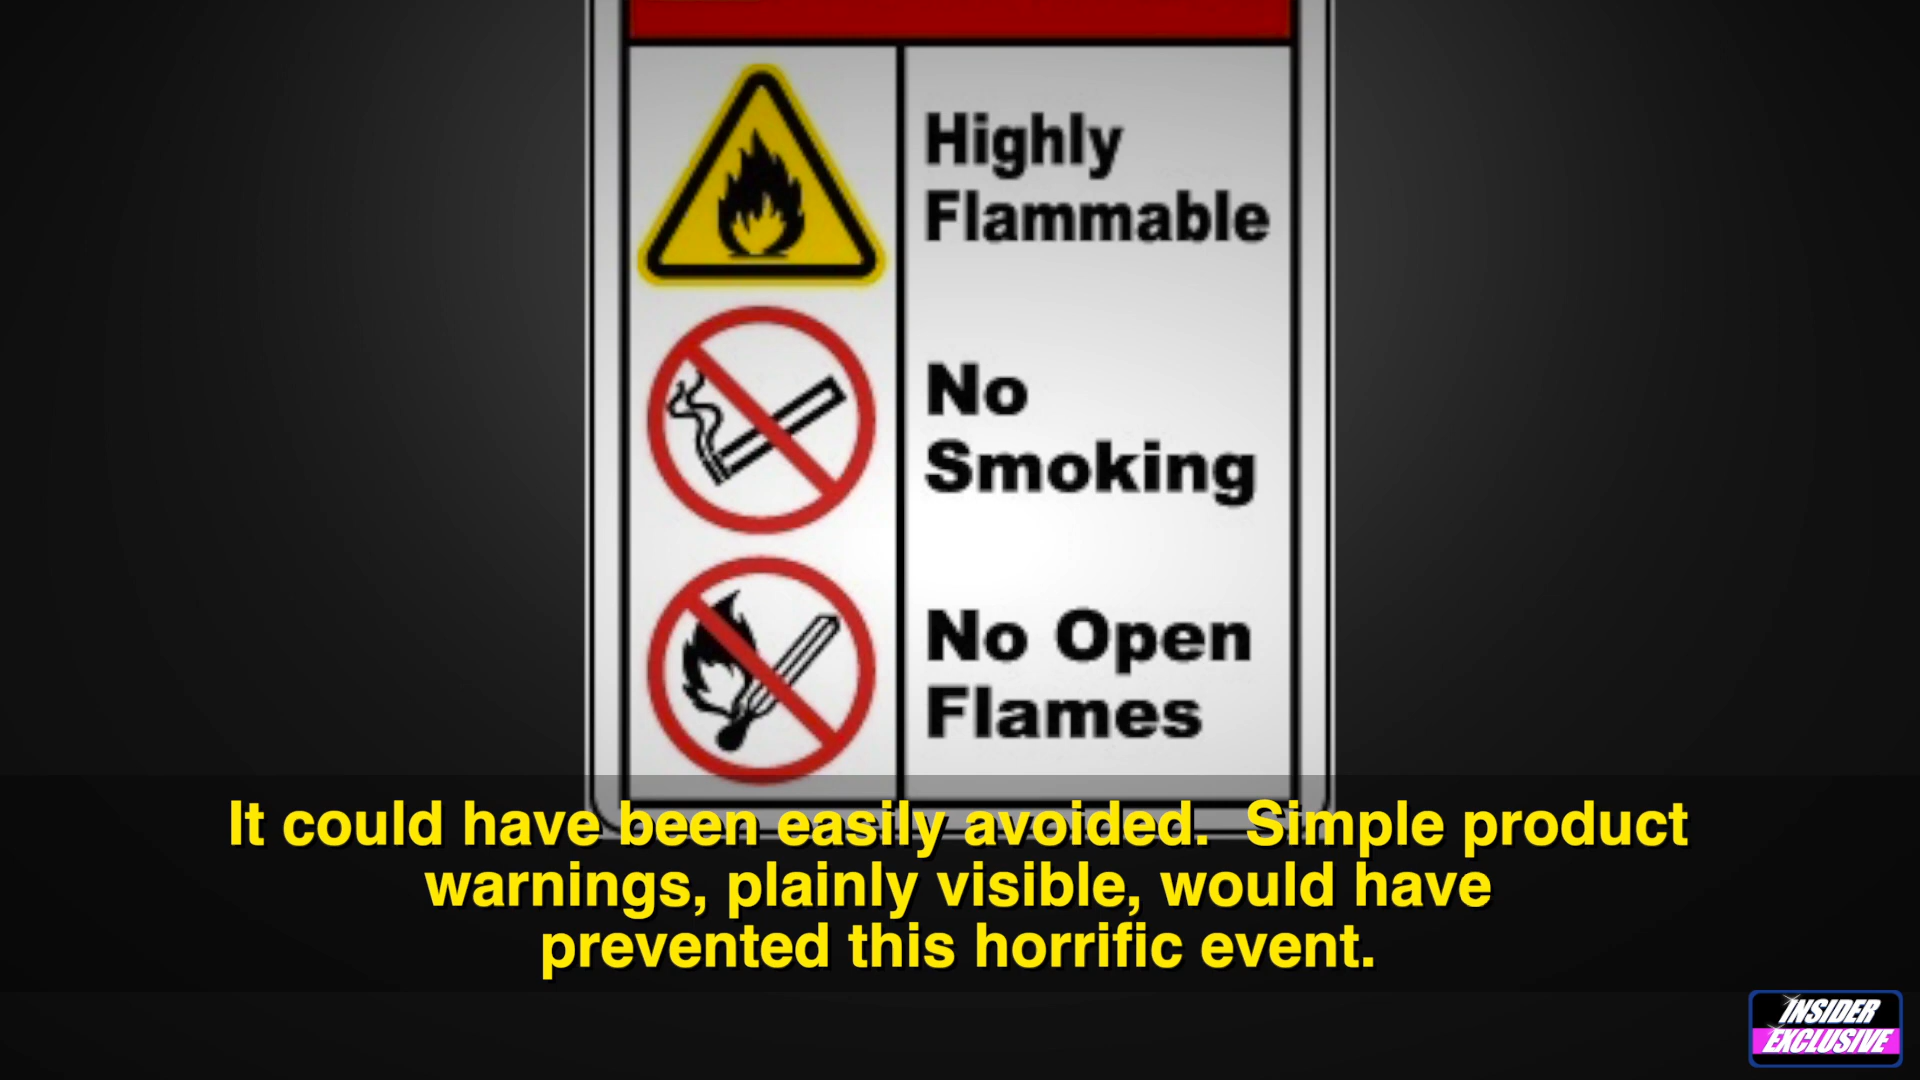 Highly
Flammable
No
Smoking
No Open
Flames
It could have been easily avoided.  Simple product
warnings, plainly visible, would have
prevented this horrific event.
INSIDER
EXCLUSIVE